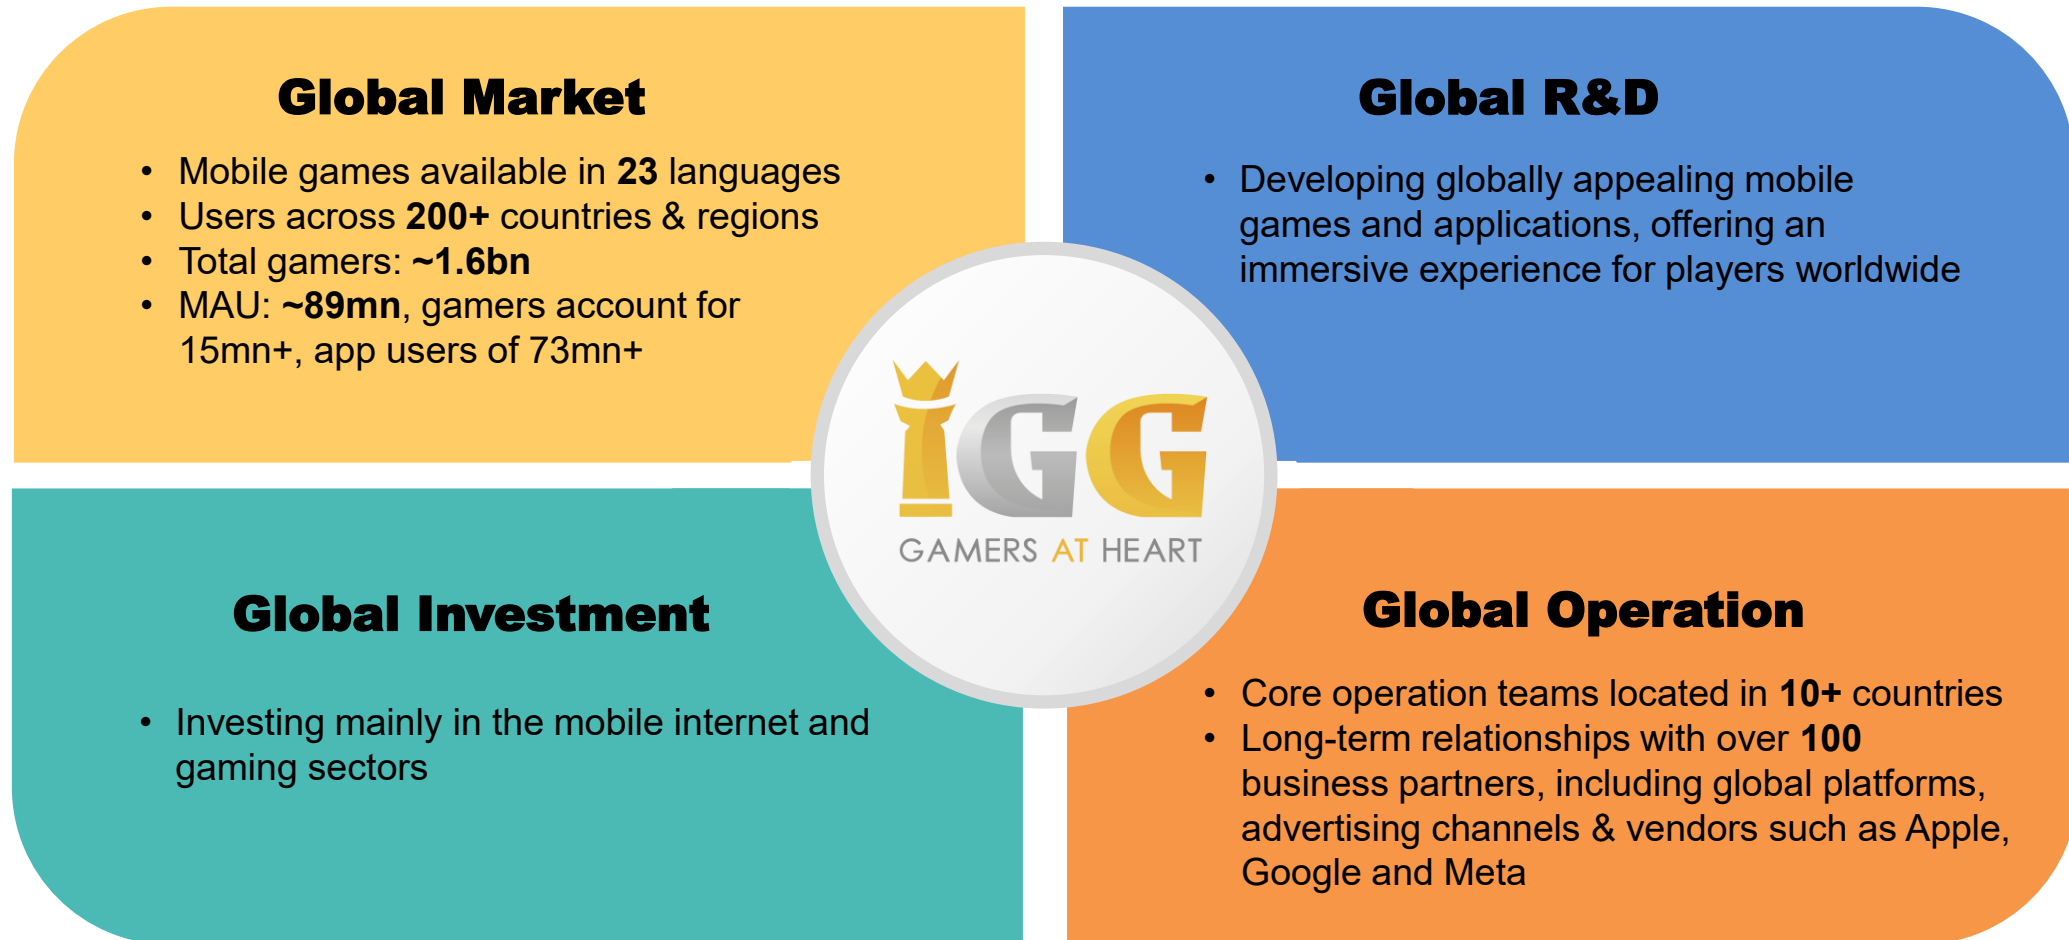 Global Market
• Mobile games available in 23 languages
• Users across 200+ countries & regions
• Total gamers: ~1.6bn
• MAU: ~89mn, gamers account for
15mn+, app users of 73mn+
Global R&D
• Developing globally appealing mobile
games and applications, offering an
immersive experience for players worldwide
IGG
GAMERS AT HEART
Global Investment
• Investing mainly in the mobile internet and
gaming sectors
Global Operation
• Core operation teams located in 10+ countries
• Long-term relationships with over 100
business partners, including global platforms,
advertising channels & vendors such as Apple,
Google and Meta